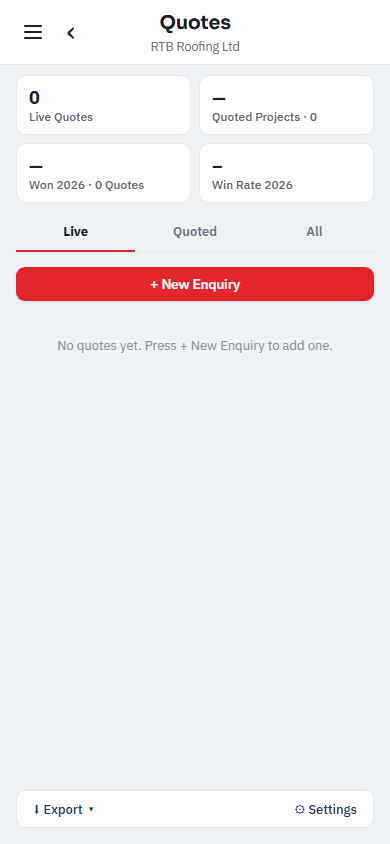 Quotes
RTB Roofing Ltd
0
Live Quotes
—
Quoted Projects · 0
—
Won 2026 · 0 Quotes
–
Win Rate 2026
Live
Quoted
All
+ New Enquiry
No quotes yet. Press + New Enquiry to add one.
⭳ Export ▾
⚙ Settings